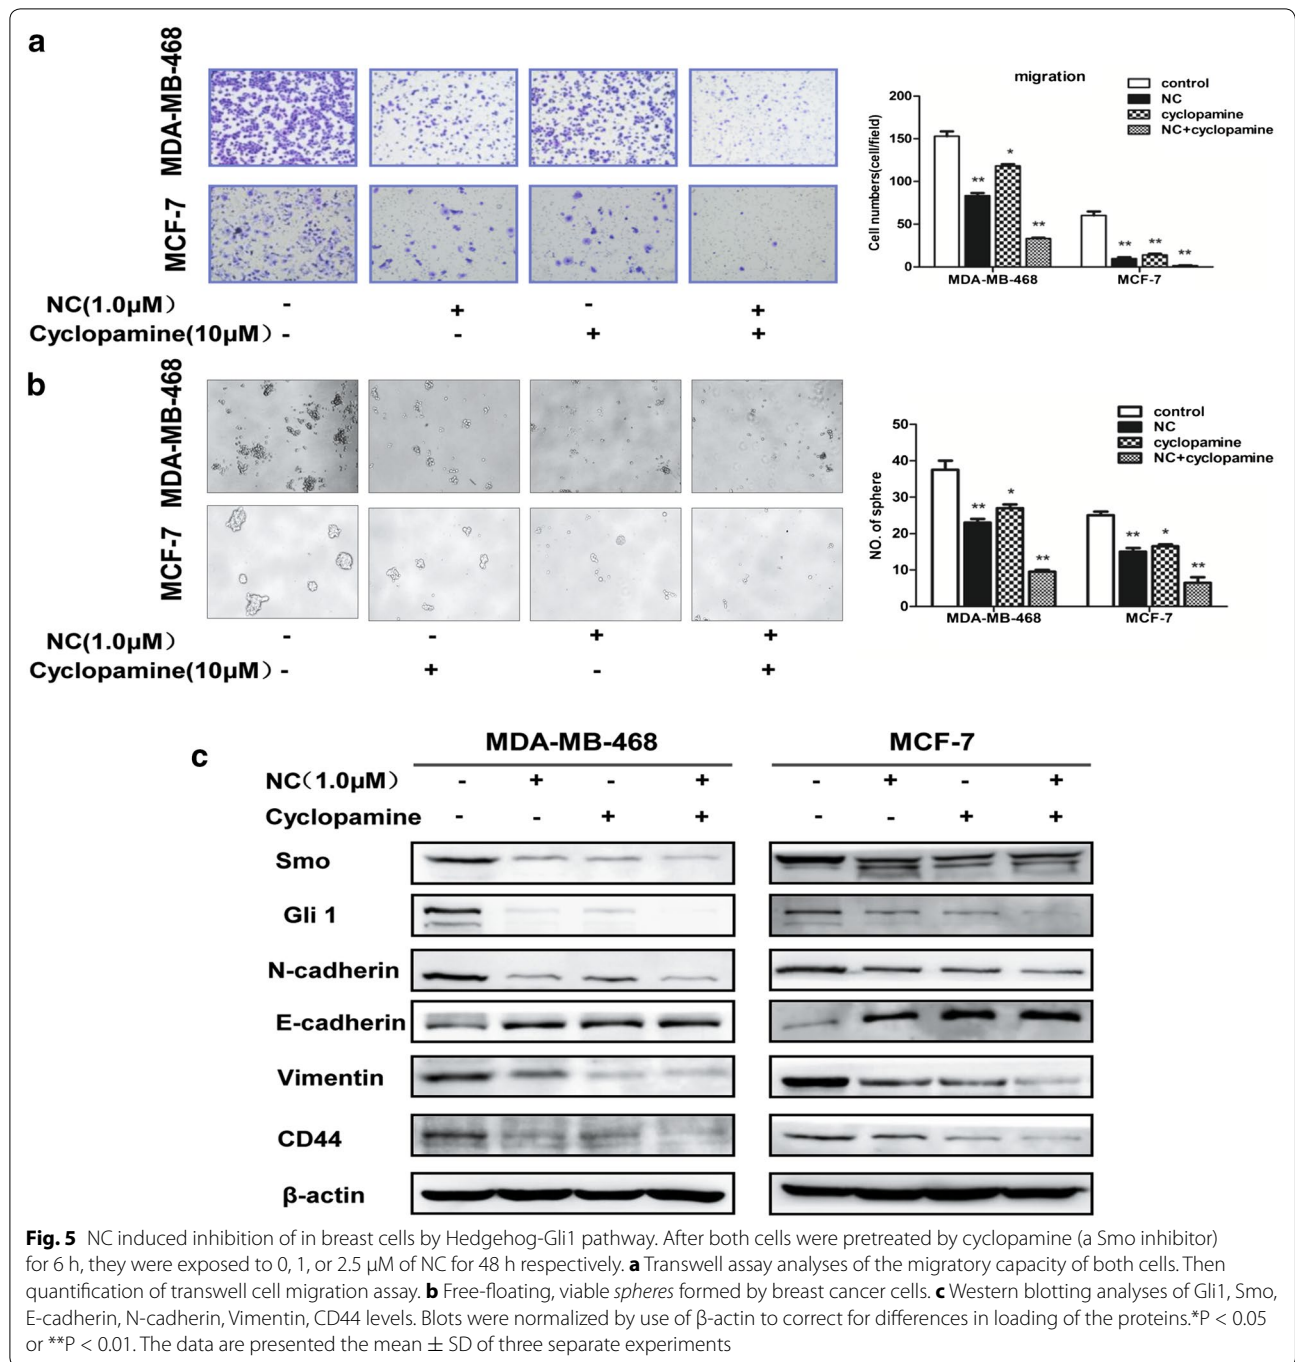 a
MDA-MB-468
MCF-7
NC(1.0μM） - + - +
Cyclopamine(10μM）- - + +
migration
control
NC
cyclopamine
NC+cyclopamine
Cell numbers(cell/field)
200
150
100
50
0
** * ** ** ** **
MDA-MB-468 MCF-7
b
MDA-MB-468
MCF-7
NC(1.0μM） - - + +
Cyclopamine(10μM）- + - +
control
NC
cyclopamine
NC+cyclopamine
NO. of sphere
50
40
30
20
10
0
** * ** ** * **
MDA-MB-468 MCF-7
c
MDA-MB-468 MCF-7
NC（1.0μM） - + - + - + - +
Cyclopamine - - + + - - + +
Smo
Gli 1
N-cadherin
E-cadherin
Vimentin
CD44
β-actin
Fig. 5 NC induced inhibition of in breast cells by Hedgehog-Gli1 pathway. After both cells were pretreated by cyclopamine (a Smo inhibitor)
for 6 h, they were exposed to 0, 1, or 2.5 μM of NC for 48 h respectively. a Transwell assay analyses of the migratory capacity of both cells. Then
quantification of transwell cell migration assay. b Free-floating, viable spheres formed by breast cancer cells. c Western blotting analyses of Gli1, Smo,
E-cadherin, N-cadherin, Vimentin, CD44 levels. Blots were normalized by use of β-actin to correct for differences in loading of the proteins.*P < 0.05
or **P < 0.01. The data are presented the mean ± SD of three separate experiments